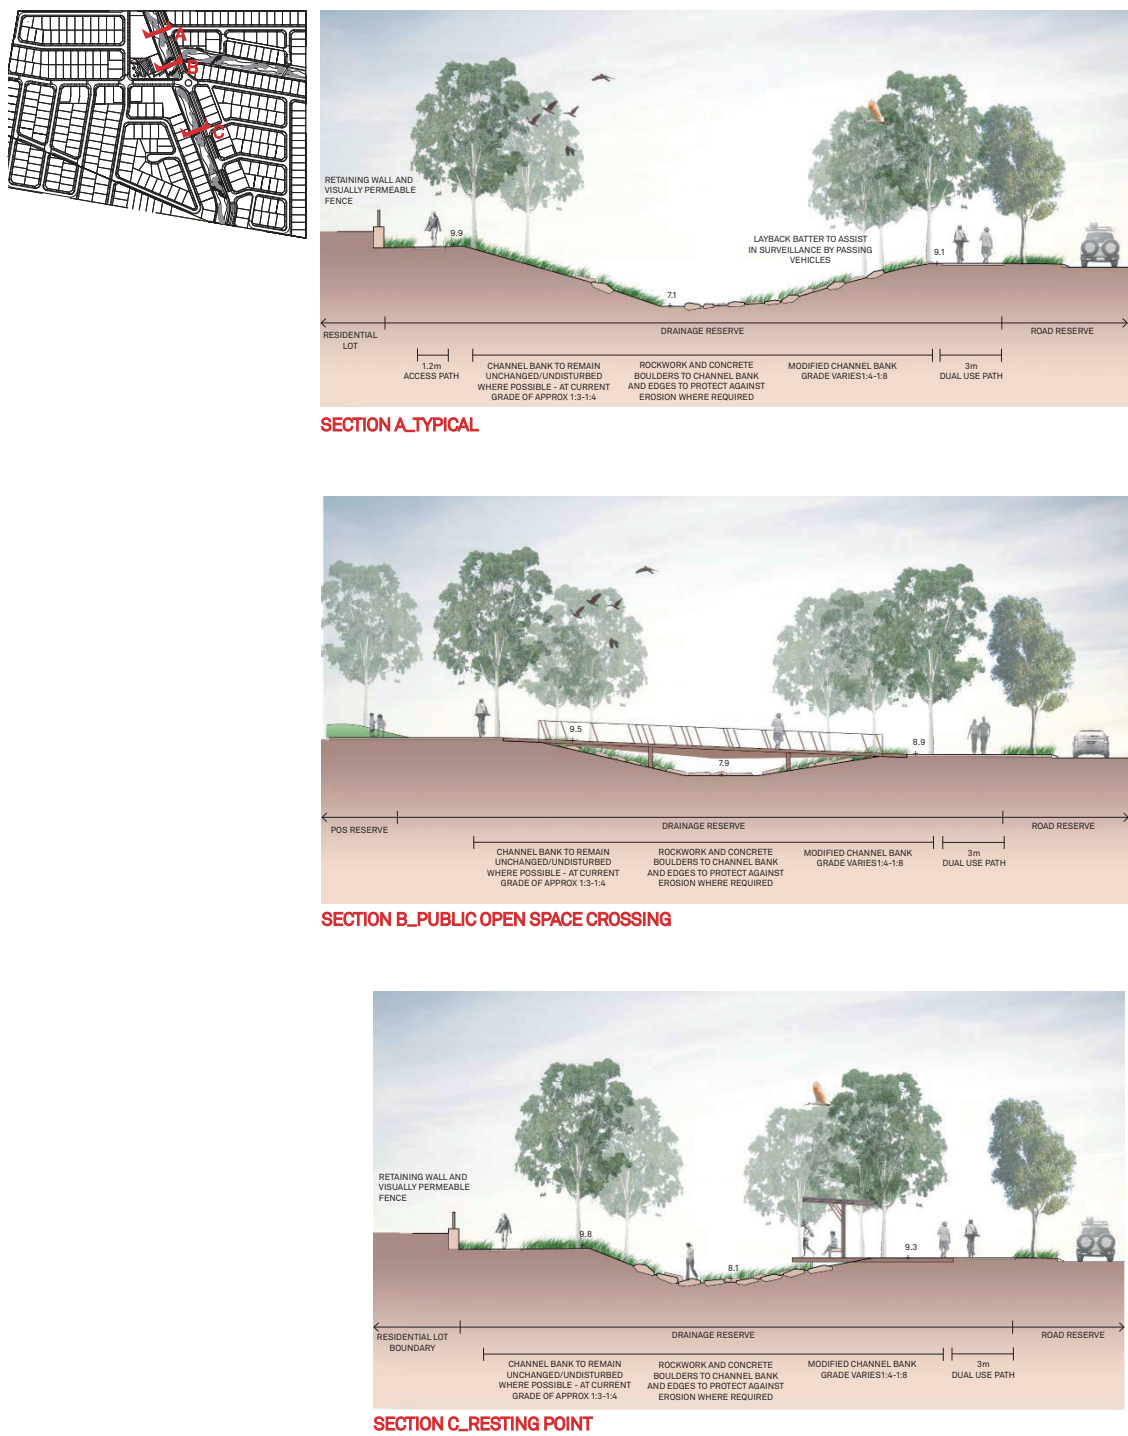 A
B
C
RETAINING WALL AND
VISUALLY PERMEABLE
FENCE
9.9
LAYBACK BATTER TO ASSIST
IN SURVEILLANCE BY PASSING
VEHICLES
9.1
7.1
RESIDENTIAL
LOT
DRAINAGE RESERVE
ROAD RESERVE
1.2m
ACCESS PATH
CHANNEL BANK TO REMAIN
UNCHANGED/UNDISTURBED
WHERE POSSIBLE - AT CURRENT
GRADE OF APPROX 1:3-1:4
ROCKWORK AND CONCRETE
BOULDERS TO CHANNEL BANK
AND EDGES TO PROTECT AGAINST
EROSION WHERE REQUIRED
MODIFIED CHANNEL BANK
GRADE VARIES1:4-1:8
3m
DUAL USE PATH
SECTION A_TYPICAL
9.5
7.9
8.9
POS RESERVE
DRAINAGE RESERVE
ROAD RESERVE
CHANNEL BANK TO REMAIN
UNCHANGED/UNDISTURBED
WHERE POSSIBLE - AT CURRENT
GRADE OF APPROX 1:3-1:4
ROCKWORK AND CONCRETE
BOULDERS TO CHANNEL BANK
AND EDGES TO PROTECT AGAINST
EROSION WHERE REQUIRED
MODIFIED CHANNEL BANK
GRADE VARIES1:4-1:8
3m
DUAL USE PATH
SECTION B_PUBLIC OPEN SPACE CROSSING
RETAINING WALL AND
VISUALLY PERMEABLE
FENCE
9.8
8.1
9.3
RESIDENTIAL LOT
BOUNDARY
DRAINAGE RESERVE
ROAD RESERVE
CHANNEL BANK TO REMAIN
UNCHANGED/UNDISTURBED
WHERE POSSIBLE - AT CURRENT
GRADE OF APPROX 1:3-1:4
ROCKWORK AND CONCRETE
BOULDERS TO CHANNEL BANK
AND EDGES TO PROTECT AGAINST
EROSION WHERE REQUIRED
MODIFIED CHANNEL BANK
GRADE VARIES1:4-1:8
3m
DUAL USE PATH
SECTION C_RESTING POINT